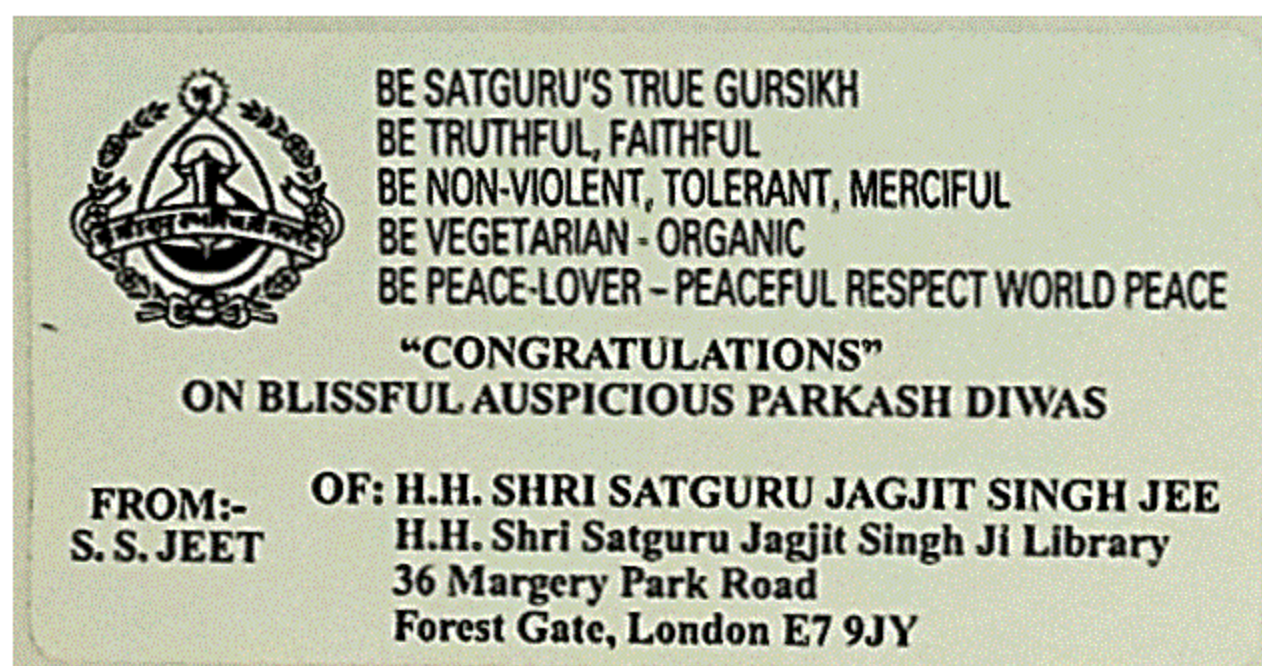 BE SATGURU'S TRUE GURSIKH
BE TRUTHFUL, FAITHFUL
BE NON-VIOLENT, TOLERANT, MERCIFUL
BE VEGETARIAN - ORGANIC
BE PEACE-LOVER – PEACEFUL RESPECT WORLD PEACE
“CONGRATULATIONS”
ON BLISSFUL AUSPICIOUS PARKASH DIWAS
FROM:-
S. S. JEET
OF: H.H. SHRI SATGURU JAGJIT SINGH JEE
H.H. Shri Satguru Jagjit Singh Ji Library
36 Margery Park Road
Forest Gate, London E7 9JY